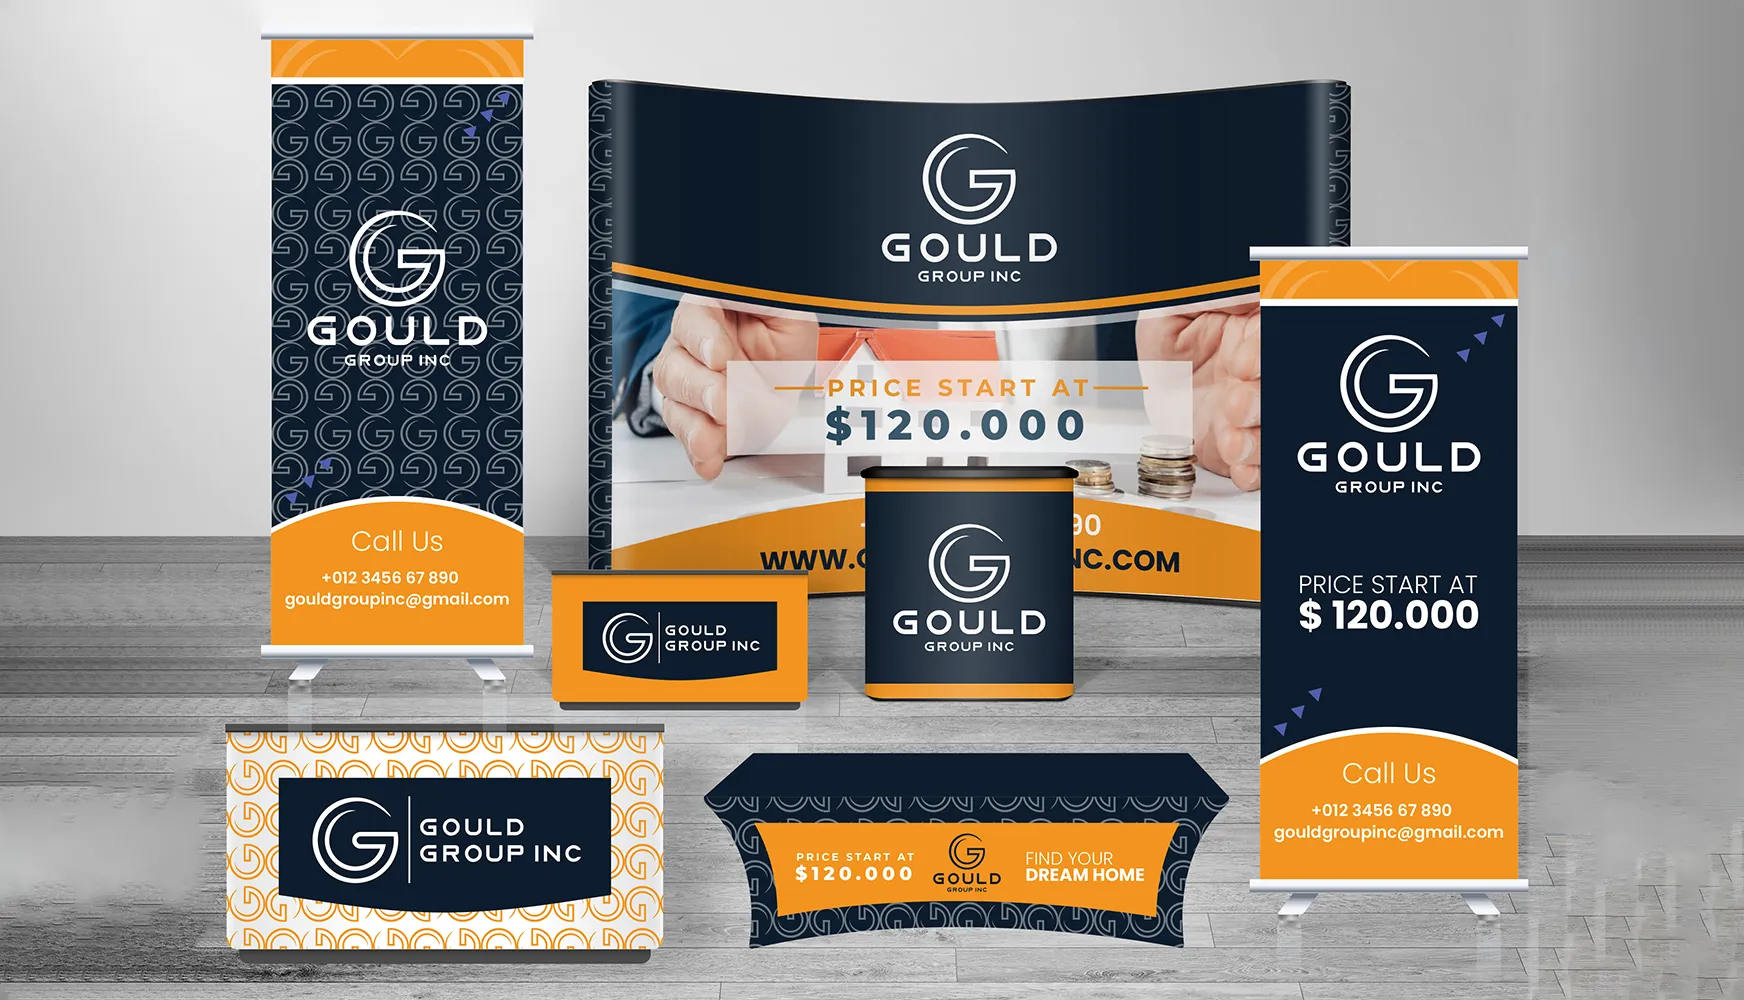 GOULD
GROUP INC
Call Us
+012 3456 67 890
gouldgroupinc@gmail.com
GOULD
GROUP INC
PRICE START AT
$120.000
90
GOULD
GROUP INC
GOULD
GROUP INC
PRICE START AT
$ 120.000
Call Us
+012 3456 67 890
gouldgroupinc@gmail.com
GOULD
GROUP INC
GOULD
GROUP INC
PRICE START AT
$120.000
GOULD
GROUP INC
FIND YOUR
DREAM HOME